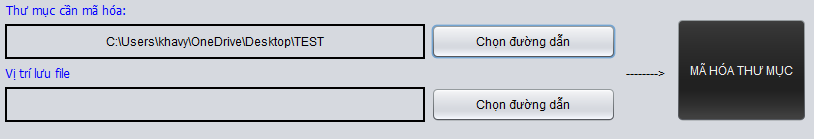 Thư mục cần mã hóa:
C:\Users\khavy\OneDrive\Desktop\TEST
Chọn đường dẫn
Vị trí lưu file
-------->
MÃ HÓA THƯ MỤC
Chọn đường dẫn